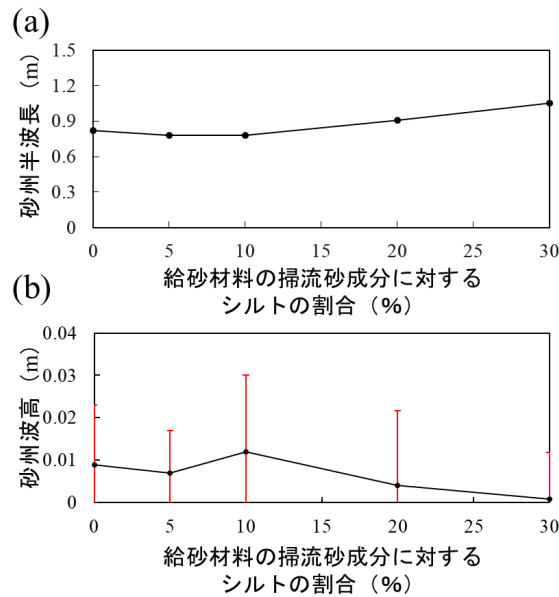 (a)
砂州半波長（m）
1.5
1.2
0.9
0.6
0.3
0
0 5 10 15 20 25 30
給砂材料の掃流砂成分に対する
シルトの割合（%）
(b)
砂州波高（m）
0.04
0.03
0.02
0.01
0
0 5 10 15 20 25 30
給砂材料の掃流砂成分に対する
シルトの割合（%）